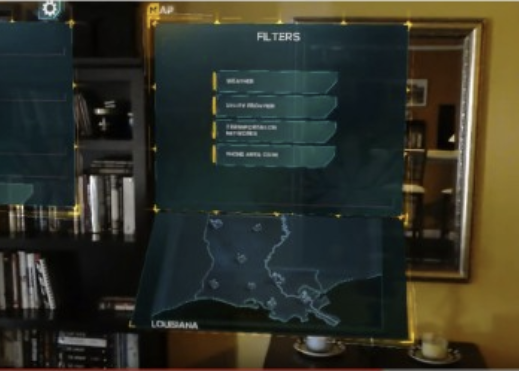 MAP
FILTERS
WEATHER
TRANSPORTATION
NETWORKS
PHONE AREA CODE
LOUISIANA